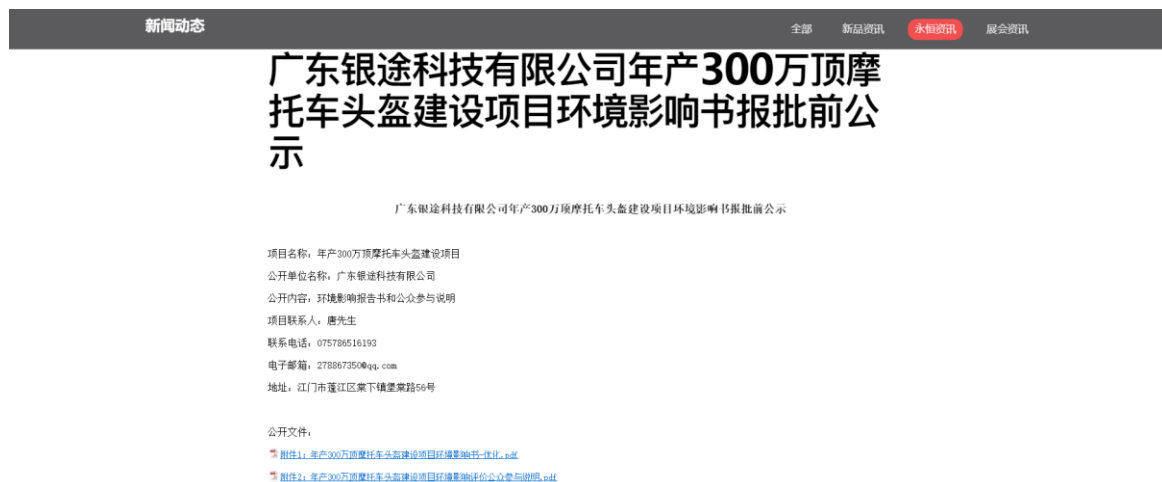 新闻动态
全部 新品资讯 永恒资讯 展会资讯
广东银途科技有限公司年产300万顶摩
托车头盔建设项目环境影响书报批前公
示
广东银途科技有限公司年产300万顶摩托车头盔建设项目环境影响书报批前公示
项目名称：年产300万顶摩托车头盔建设项目
公开单位名称：广东银途科技有限公司
公开内容：环境影响报告书和公众参与说明
项目联系人：唐先生
联系电话：075786516193
电子邮箱：278867350@qq.com
地址：江门市蓬江区棠下镇堡棠路56号
公开文件：
附件1：年产300万顶摩托车头盔建设项目环境影响书-优化.pdf
附件2：年产300万顶摩托车头盔建设项目环境影响评价公众参与说明.pdf